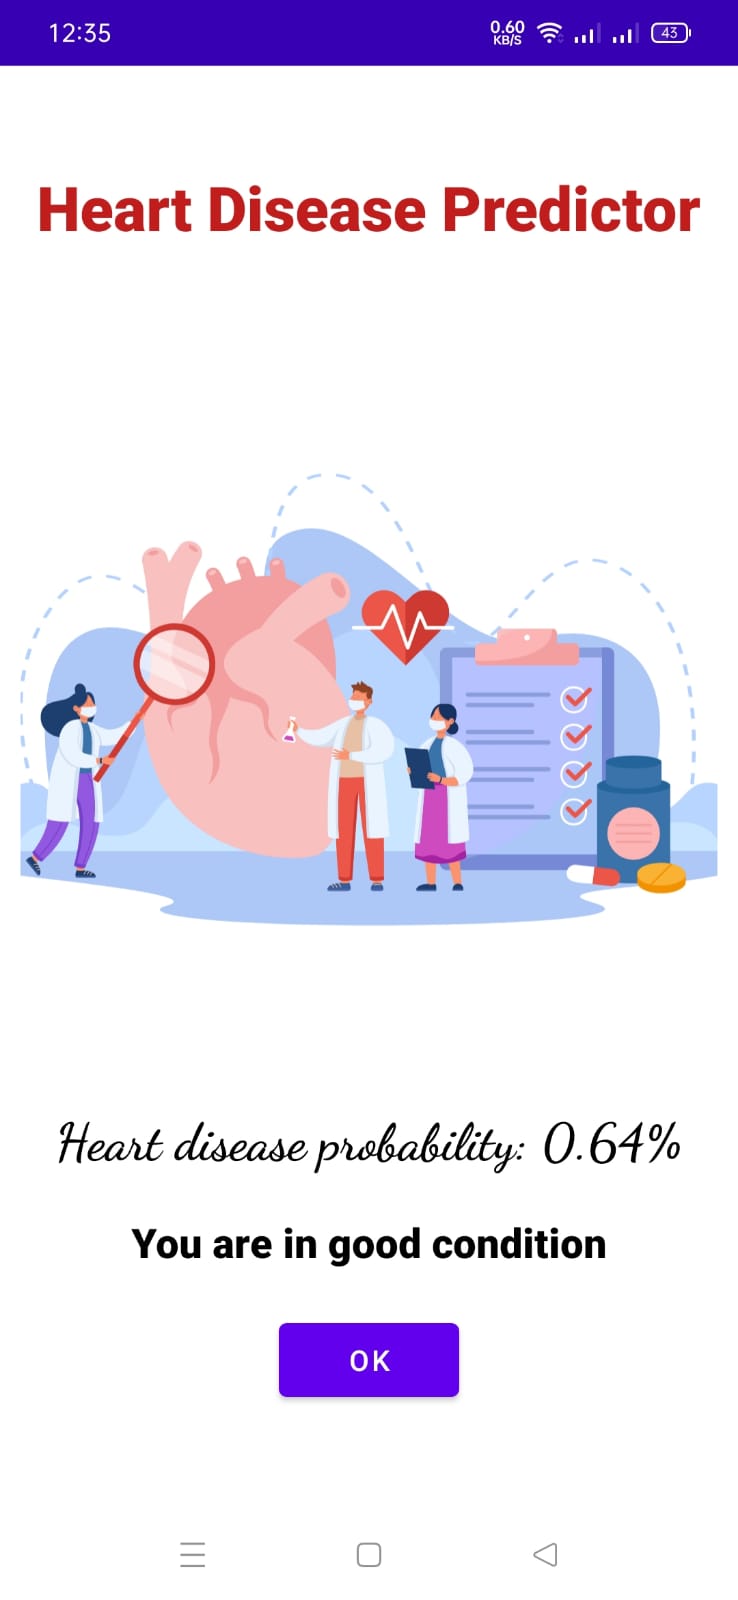 12:35
0.60
KB/S
43
Heart Disease Predictor
Heart disease probability: 0.64%
You are in good condition
OK